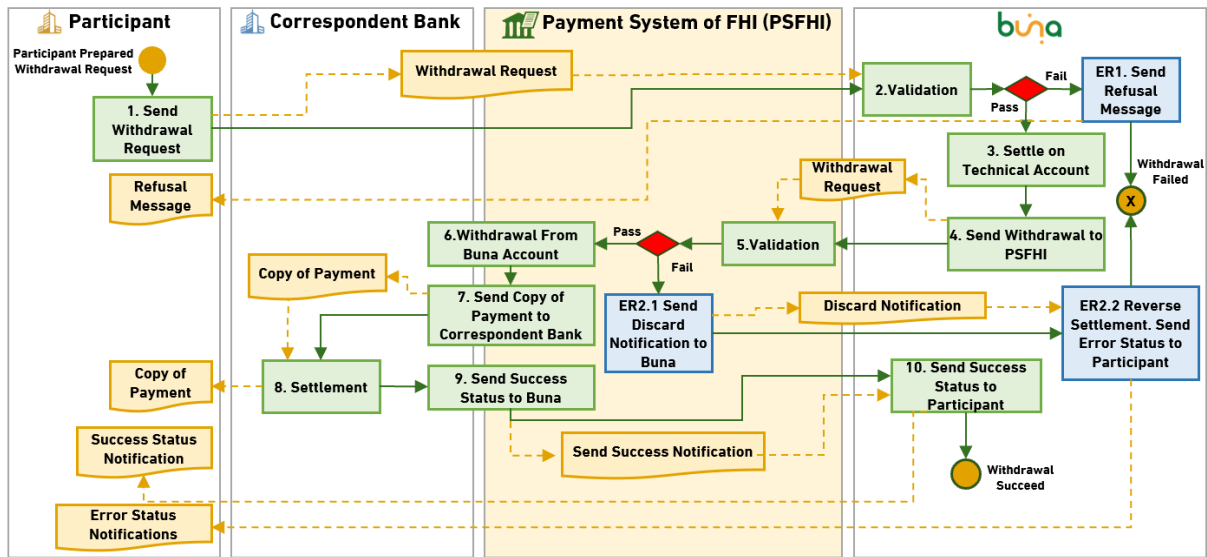 Participant
Correspondent Bank
Payment System of FHI (PSFHI)
buna
Participant Prepared
Withdrawal Request
1. Send
Withdrawal
Request
Withdrawal Request
2.Validation
Fail
Pass
ER1. Send
Refusal
Message
3. Settle on
Technical Account
Withdrawal
Failed
X
Refusal
Message
Withdrawal
Request
4. Send Withdrawal to
PSFHI
5.Validation
Pass
Fail
6.Withdrawal From
Buna Account
Copy of Payment
7. Send Copy of
Payment to
Correspondent Bank
ER2.1 Send
Discard
Notification to
Buna
Discard Notification
ER2.2 Reverse
Settlement. Send
Error Status to
Participant
Copy of
Payment
8. Settlement
9. Send Success
Status to Buna
10. Send Success
Status to
Participant
Success Status
Notification
Send Success Notification
Withdrawal
Succeed
Error Status
Notifications